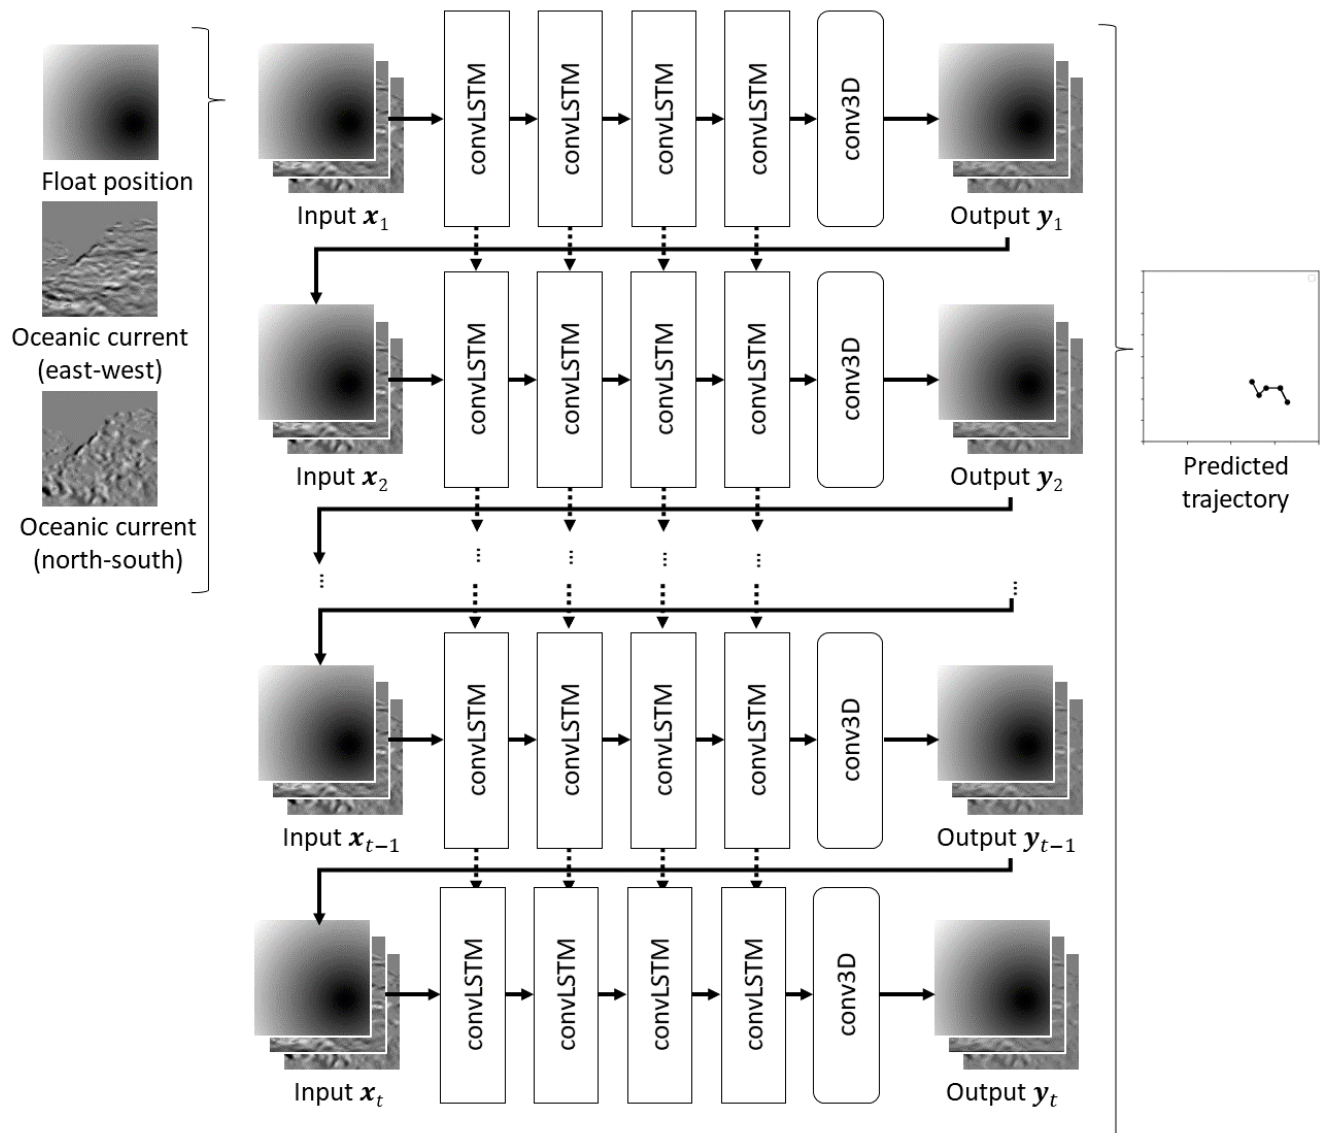 Float position
Oceanic current
(east-west)
Oceanic current
(north-south)
convLSTM
convLSTM
convLSTM
convLSTM
conv3D
Input x₁
Output y₁
convLSTM
convLSTM
convLSTM
convLSTM
conv3D
Input x₂
Output y₂
...
...
...
...
...
...
convLSTM
convLSTM
convLSTM
convLSTM
conv3D
Input xₜ₋₁
Output yₜ₋₁
convLSTM
convLSTM
convLSTM
convLSTM
conv3D
Input xₜ
Output yₜ
Predicted
trajectory